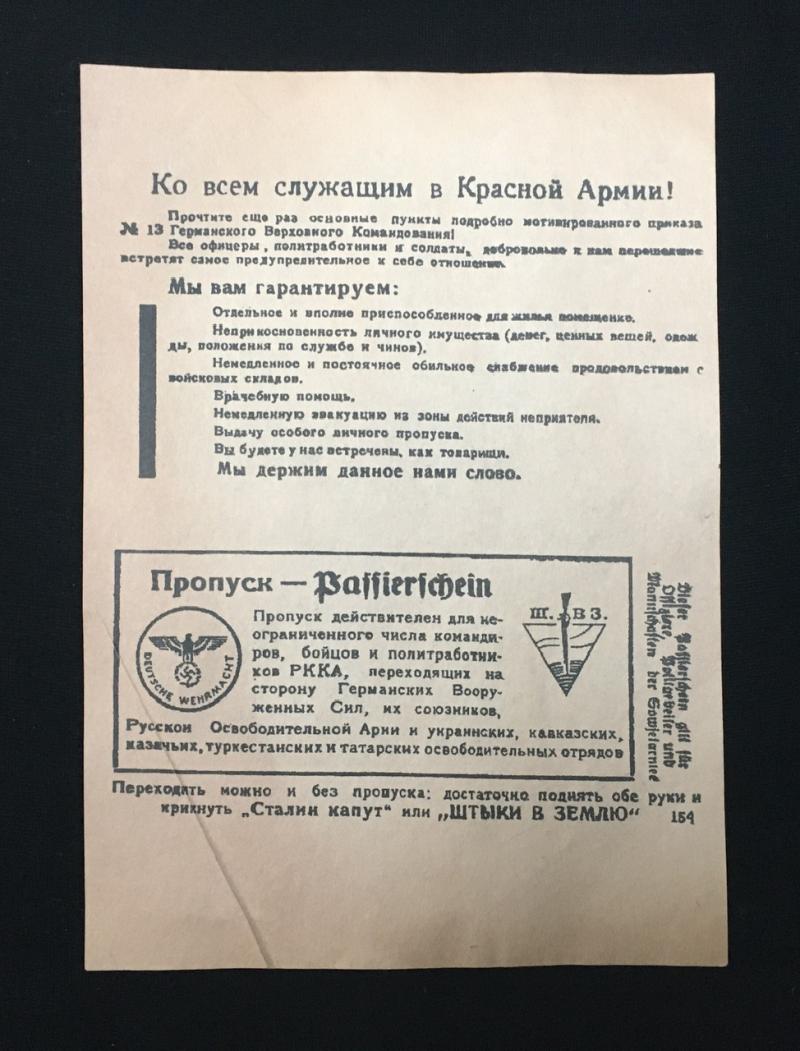 Ко всем служащим в Красной Армии!
Прочтите еще раз основные пункты подробно мотивированного приказа
№ 13 Германского Верховного Командования!
Все офицеры, политработники и солдаты, добровольно к нам перешедшие
встретят самое предупредительное к себе отношение.
Мы вам гарантируем:
Отдельное и вполне приспособленное для жилья помещение.
Неприкосновенность личного имущества (денег, ценных вещей, одеж
ды, положения по службе и чинов).
Немедленное и постоячное обильное снабжение продовольствием с
войсковых складов.
Врачебную помощь.
Немедленную эвакуацию из зоны действий неприятеля.
Выдачу особого личного пропуска.
Вы будете у нас встречены, как товарищи.
Мы держим данное нами слово.
Пропуск — Passierschein
DEUTSCHE WEHRMACHT
Пропуск действителен для не-
ограниченного числа команди-
ров, бойцов и политработни-
ков РККА, переходящих на
сторону Германских Воору-
женных Сил, их союзников,
Ш. В З.
Русскои Освободительной Арии и украинских, кавказских,
казачьих, туркестанских и татарских освободительных отрядов
Dieser Passierschein gilt für
Offiziere, Politarbeiter und
Mannschaften der Sowjetarmiee
Переходять можно и без пропуска: достаточно поднять обе руки и
крикнуть „Сталин капут“ или „ШТЫКИ В ЗЕМЛЮ“
154